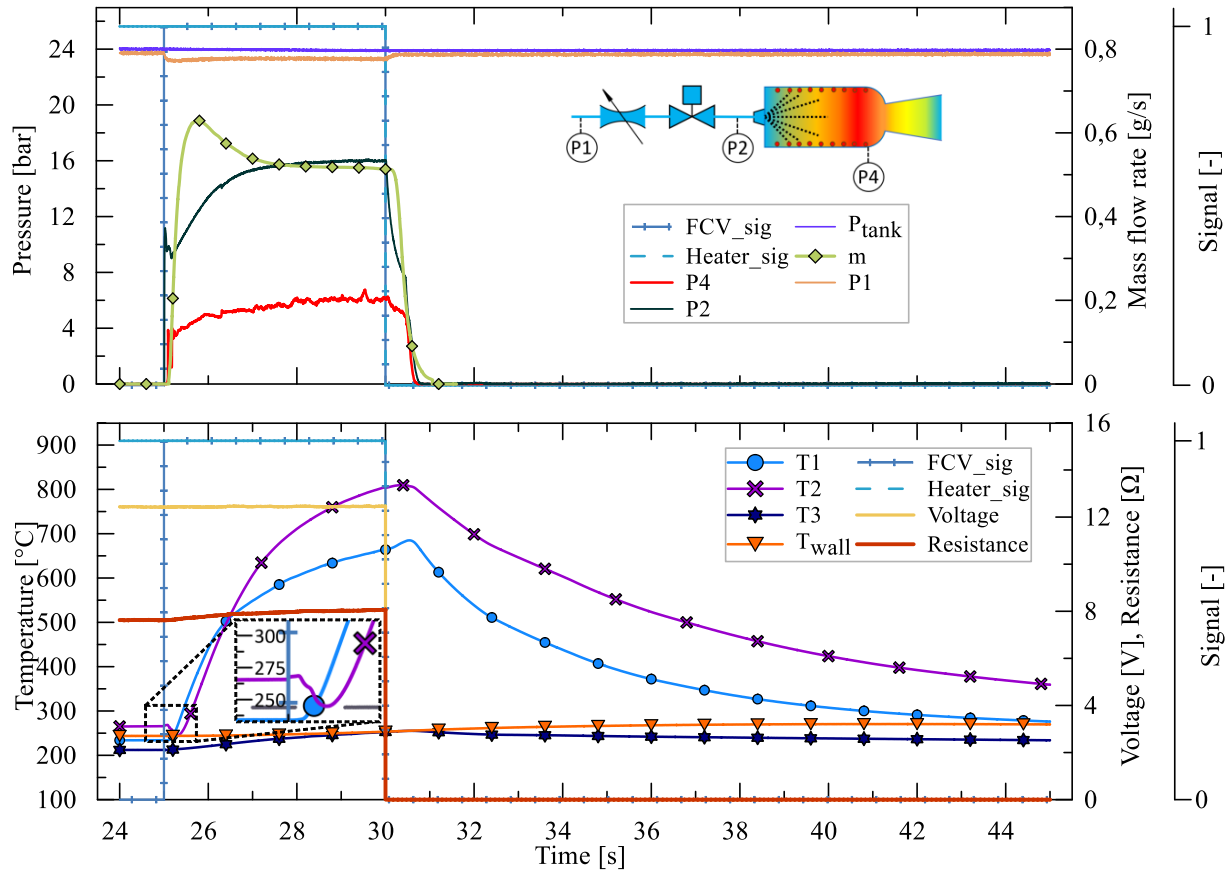 24
20
16
12
8
4
0
Pressure [bar]
0,8
0,6
0,4
0,2
0
Mass flow rate [g/s]
1
0
Signal [-]
P1
P2
P4
FCV_sig
Heater_sig
P4
P2
Ptank
m
P1
900
800
700
600
500
400
300
200
100
Temperature [°C]
300
275
250
T1
T2
T3
Twall
FCV_sig
Heater_sig
Voltage
Resistance
16
12
8
4
0
Voltage [V], Resistance [Ω]
1
0
Signal [-]
24 26 28 30 32 34 36 38 40 42 44
Time [s]